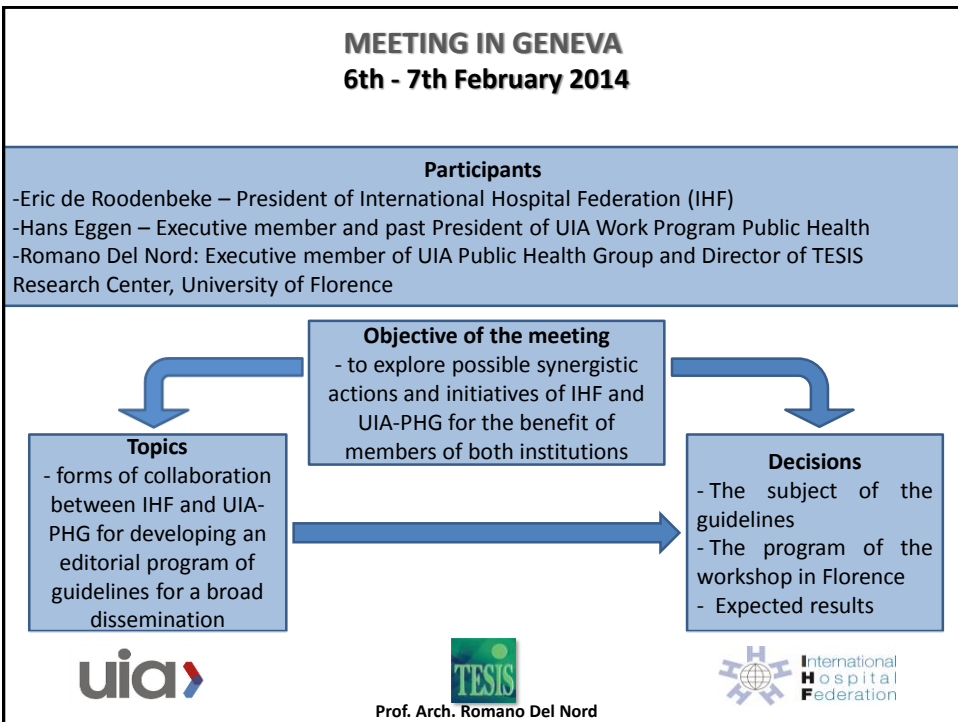 MEETING IN GENEVA
6th - 7th February 2014
Participants
-Eric de Roodenbeke – President of International Hospital Federation (IHF)
-Hans Eggen – Executive member and past President of UIA Work Program Public Health
-Romano Del Nord: Executive member of UIA Public Health Group and Director of TESIS
Research Center, University of Florence
Objective of the meeting
- to explore possible synergistic
actions and initiatives of IHF and
UIA-PHG for the benefit of
members of both institutions
Topics
- forms of collaboration
between IHF and UIA-
PHG for developing an
editorial program of
guidelines for a broad
dissemination
Decisions
- The subject of the
guidelines
- The program of the
workshop in Florence
- Expected results
uia
TESIS
International
Hospital
Federation
Prof. Arch. Romano Del Nord